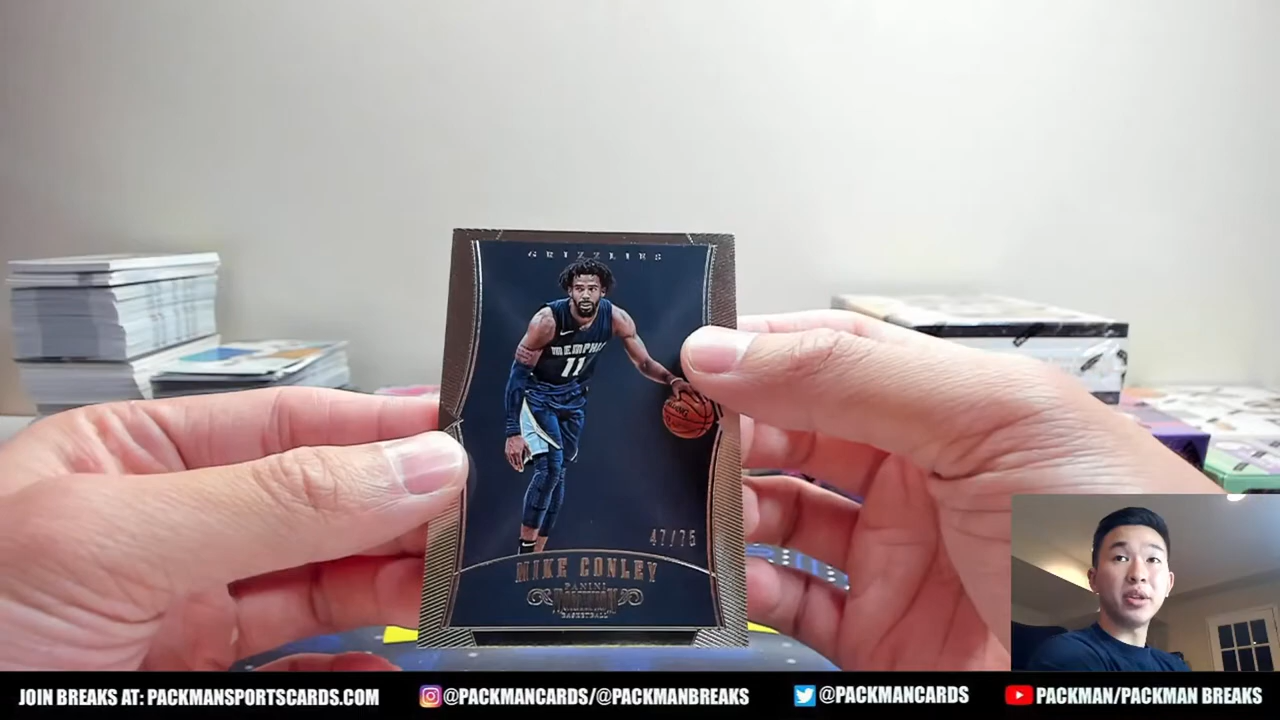 GRIZZLIES
MEMPHIS
11
47/75
MIKE CONLEY
PANINI
DOMINION
BASKETBALL
JOIN BREAKS AT: PACKMANSPORTSCARDS.COM
@PACKMANCARDS/@PACKMANBREAKS
@PACKMANCARDS
PACKMAN/PACKMAN BREAKS